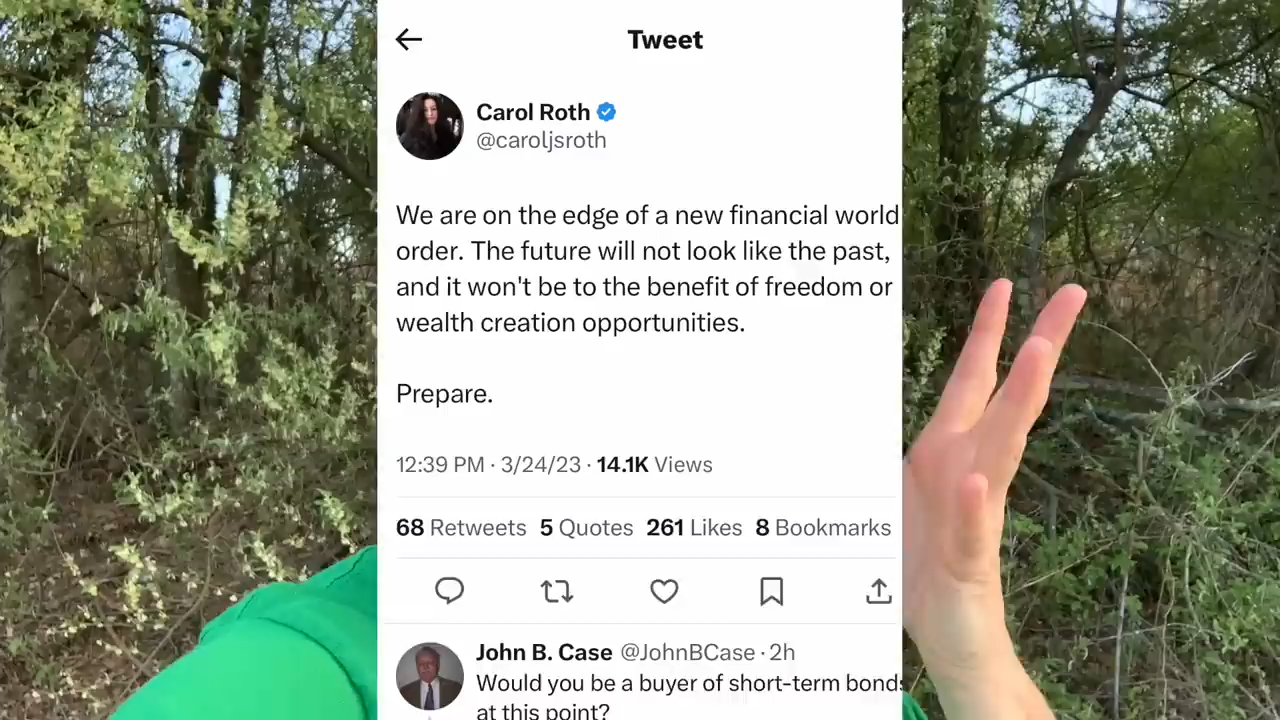 Tweet
Carol Roth
@caroljsroth
We are on the edge of a new financial world
order. The future will not look like the past,
and it won't be to the benefit of freedom or
wealth creation opportunities.
Prepare.
12:39 PM · 3/24/23 · 14.1K Views
68 Retweets 5 Quotes 261 Likes 8 Bookmarks
John B. Case @JohnBCase · 2h
Would you be a buyer of short-term bonds
at this point?